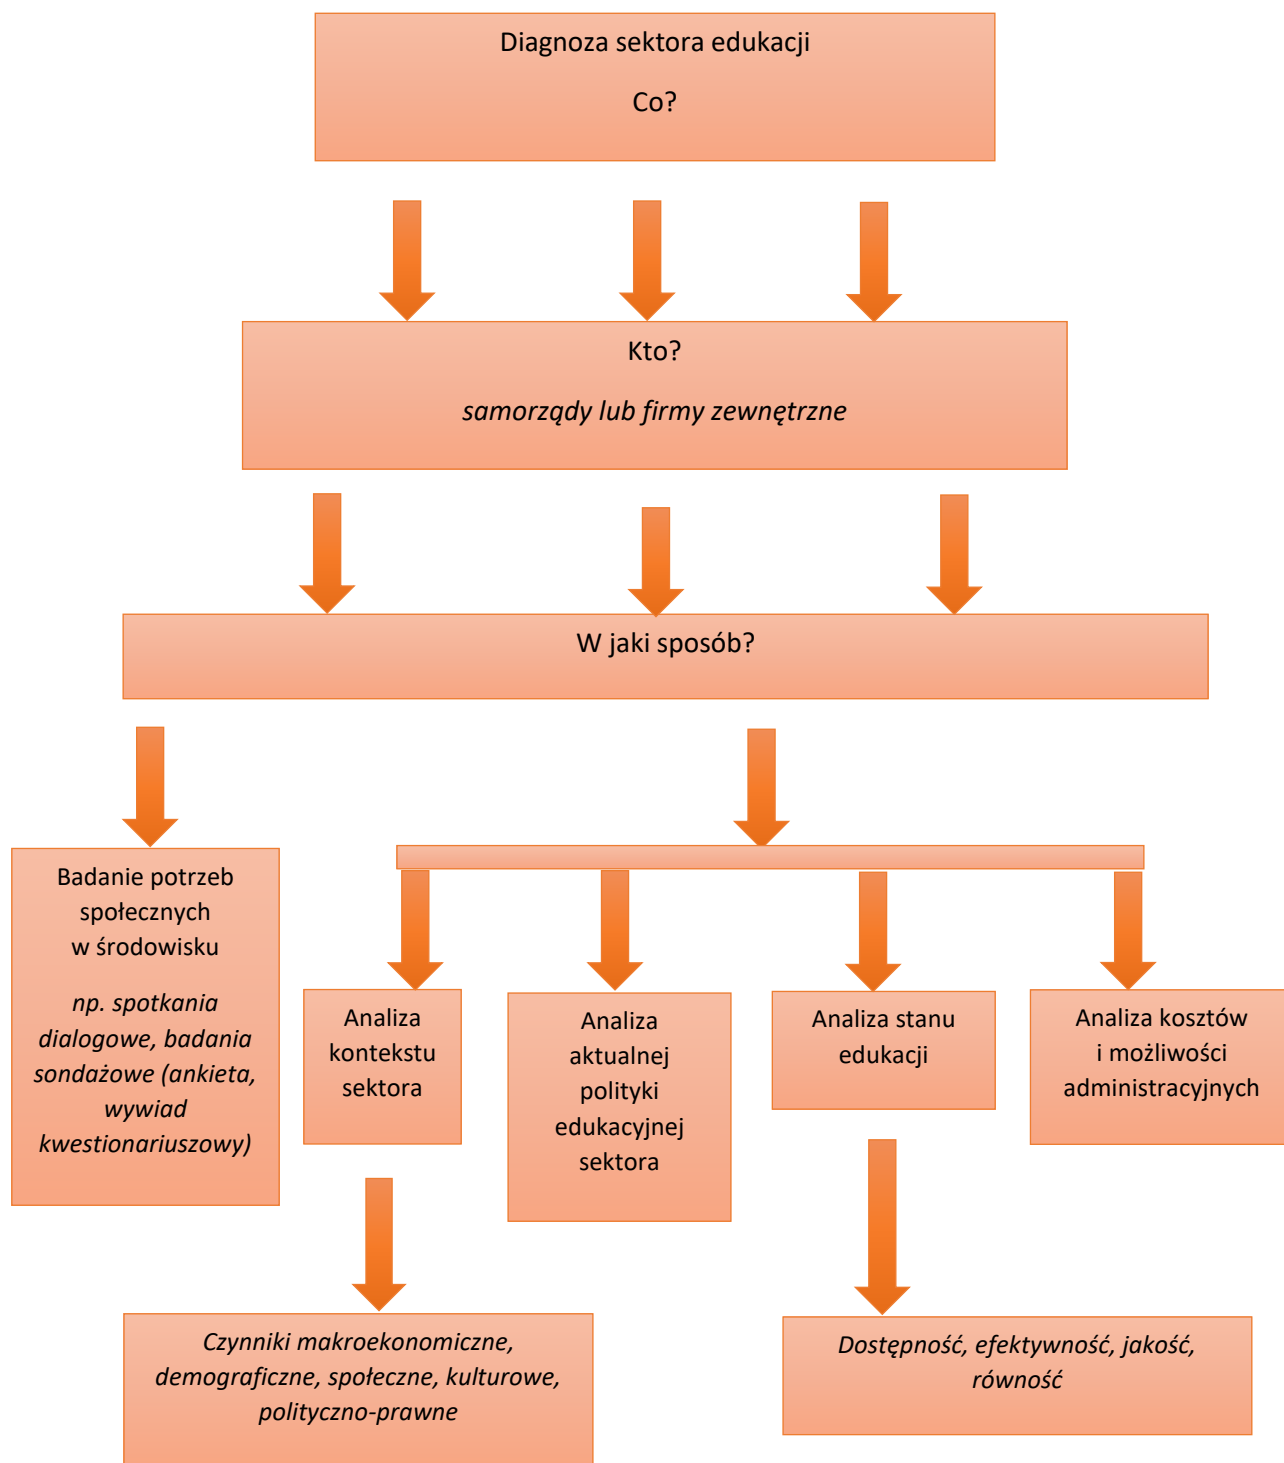 Diagnoza sektora edukacji
Co?
Kto?
samorządy lub firmy zewnętrzne
W jaki sposób?
Badanie potrzeb
społecznych
w środowisku
np. spotkania
dialogowe, badania
sondażowe (ankieta,
wywiad
kwestionariuszowy)
Analiza
kontekstu
sektora
Analiza
aktualnej
polityki
edukacyjnej
sektora
Analiza stanu
edukacji
Analiza kosztów
i możliwości
administracyjnych
Czynniki makroekonomiczne,
demograficzne, społeczne, kulturowe,
polityczno-prawne
Dostępność, efektywność, jakość,
równość